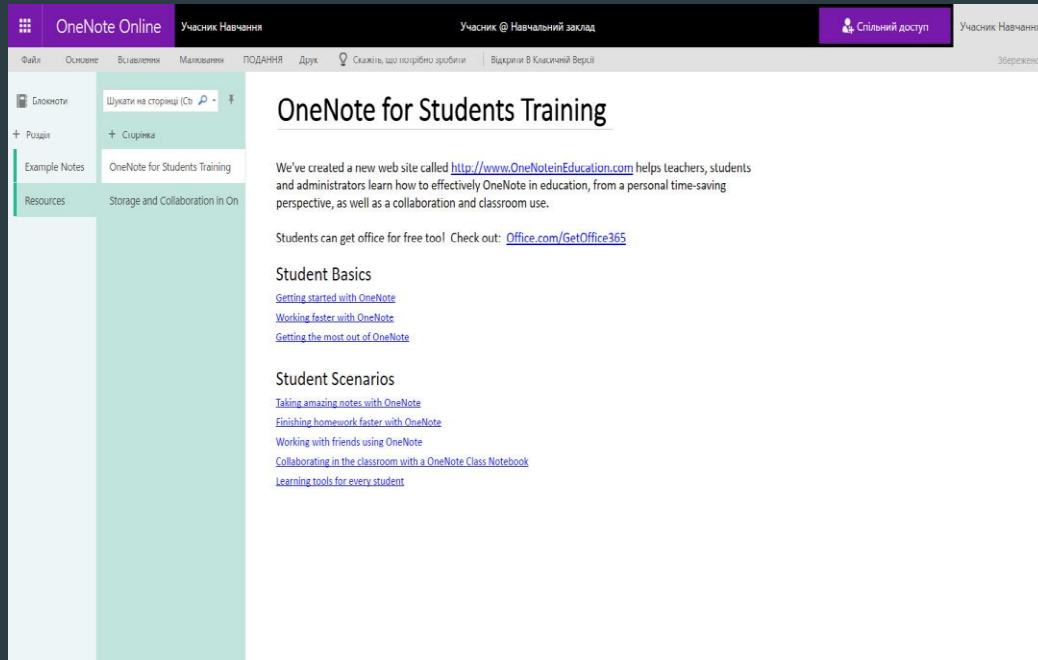 OneNote Online Учасник Навчання Учасник @ Навчальний заклад Спільний доступ Учасник Навчання
Файл Основне Вставлення Малювання ПОДАННЯ Друк Скажіть, що потрібно зробити Відкрити В Класичній Версії Збережено
Блокноти
Шукати на сторінці (Ctr
+ Розділ
+ Сторінка
Example Notes
OneNote for Students Training
Resources
Storage and Collaboration in On
OneNote for Students Training
We've created a new web site called http://www.OneNoteinEducation.com helps teachers, students
and administrators learn how to effectively OneNote in education, from a personal time-saving
perspective, as well as a collaboration and classroom use.
Students can get office for free too! Check out: Office.com/GetOffice365
Student Basics
Getting started with OneNote
Working faster with OneNote
Getting the most out of OneNote
Student Scenarios
Taking amazing notes with OneNote
Finishing homework faster with OneNote
Working with friends using OneNote
Collaborating in the classroom with a OneNote Class Notebook
Learning tools for every student